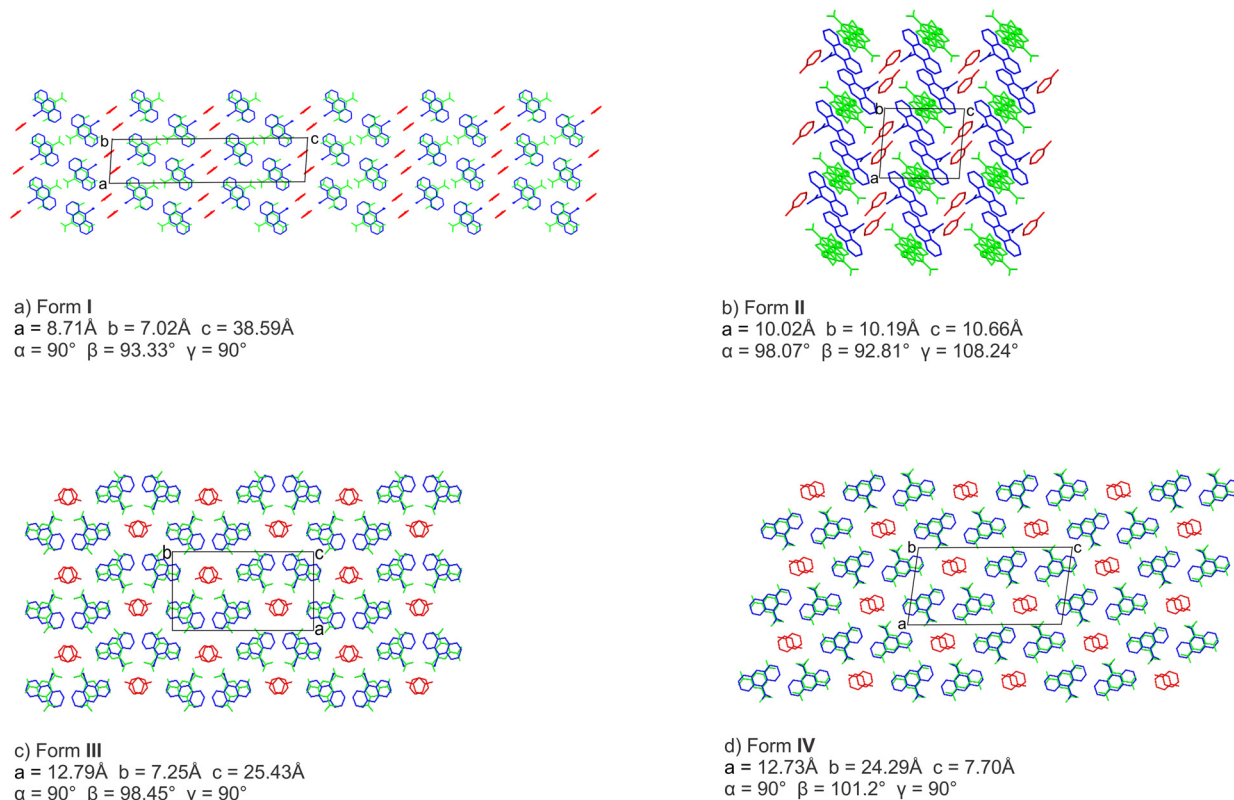 b
c
a
b
c
a
a) Form I
a = 8.71Å b = 7.02Å c = 38.59Å
α = 90° β = 93.33° γ = 90°
b) Form II
a = 10.02Å b = 10.19Å c = 10.66Å
α = 98.07° β = 92.81° γ = 108.24°
b
c
a
b
c
a
c) Form III
a = 12.79Å b = 7.25Å c = 25.43Å
α = 90° β = 98.45° γ = 90°
d) Form IV
a = 12.73Å b = 24.29Å c = 7.70Å
α = 90° β = 101.2° γ = 90°